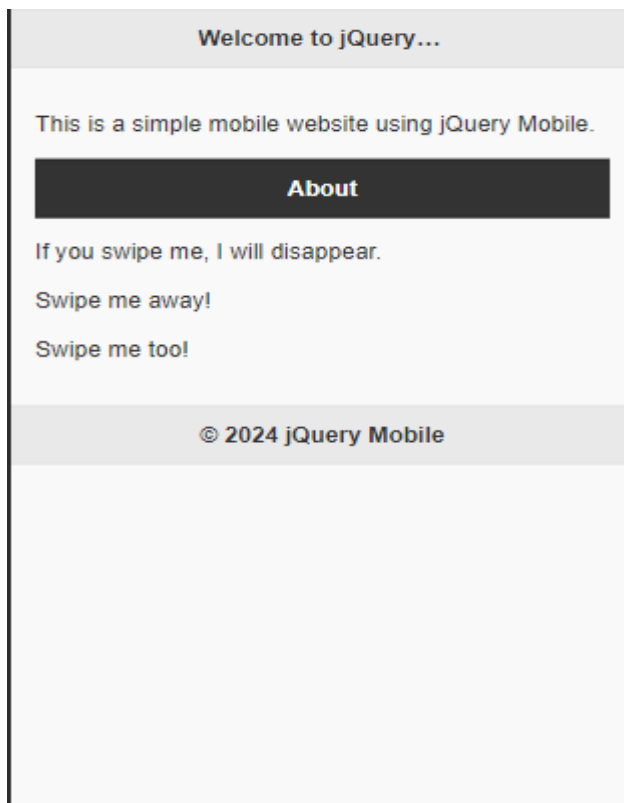 Welcome to jQuery...
This is a simple mobile website using jQuery Mobile.
About
If you swipe me, I will disappear.
Swipe me away!
Swipe me too!
© 2024 jQuery Mobile